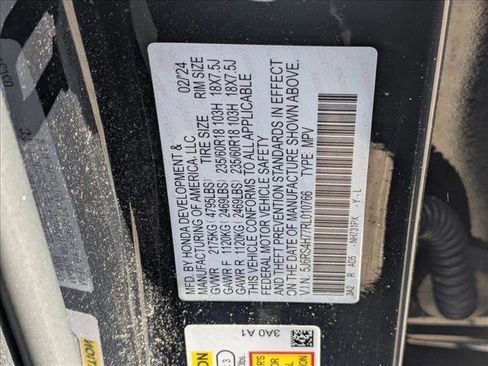 MFD. BY HONDA DEVELOPMENT &
MANUFACTURING OF AMERICA, LLC 02/24
TIRE SIZE RIM SIZE
GVWR 2175KG( 4795LBS)
GAWR F 1120KG( 2469LBS) 235/60R18 103H 18X7.5J
GAWR R 1120KG( 2469LBS) 235/60R18 103H 18X7.5J
THIS VEHICLE CONFORMS TO ALL APPLICABLE
FEDERAL MOTOR VEHICLE SAFETY
AND THEFT PREVENTION STANDARDS IN EFFECT
ON THE DATE OF MANUFACTURE SHOWN ABOVE.
V.I.N.: 5J6RS4H77RL010766 TYPE: MPV
3A2 R A05 -NH731PX -Y-L
3A0 A1